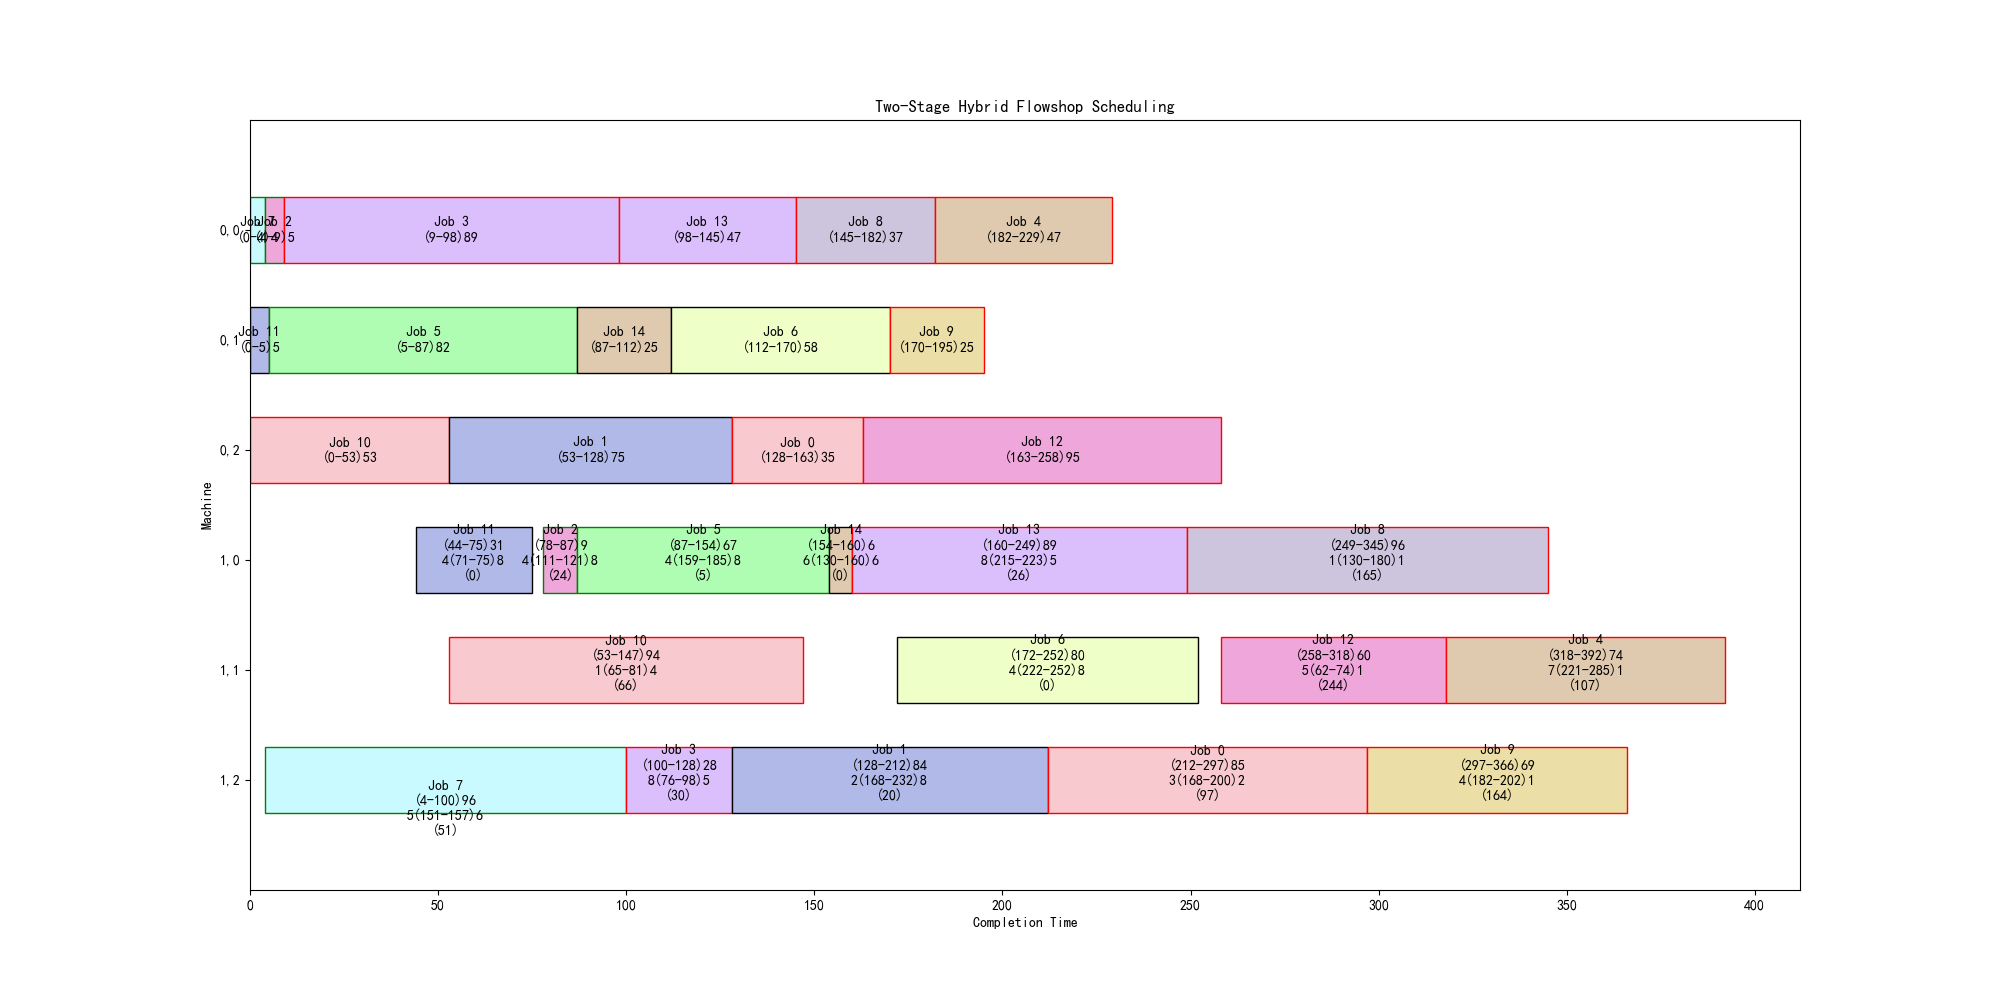 Two-Stage Hybrid Flowshop Scheduling
Machine
0,0
Job 7
(0-4)4
Job 2
(4-9)5
Job 3
(9-98)89
Job 13
(98-145)47
Job 8
(145-182)37
Job 4
(182-229)47
0,1
Job 11
(0-5)5
Job 5
(5-87)82
Job 14
(87-112)25
Job 6
(112-170)58
Job 9
(170-195)25
0,2
Job 10
(0-53)53
Job 1
(53-128)75
Job 0
(128-163)35
Job 12
(163-258)95
1,0
Job 11
(44-75)31
4(71-75)8
(0)
Job 2
(78-87)9
4(111-121)8
(24)
Job 5
(87-154)67
4(159-185)8
(5)
Job 14
(154-160)6
6(130-160)6
(0)
Job 13
(160-249)89
8(215-223)5
(26)
Job 8
(249-345)96
1(130-180)1
(165)
1,1
Job 10
(53-147)94
1(65-81)4
(66)
Job 6
(172-252)80
4(222-252)8
(0)
Job 12
(258-318)60
5(62-74)1
(244)
Job 4
(318-392)74
7(221-285)1
(107)
1,2
Job 7
(4-100)96
5(151-157)6
(51)
Job 3
(100-128)28
8(76-98)5
(30)
Job 1
(128-212)84
2(168-232)8
(20)
Job 0
(212-297)85
3(168-200)2
(97)
Job 9
(297-366)69
4(182-202)1
(164)
0 50 100 150 200 250 300 350 400
Completion Time